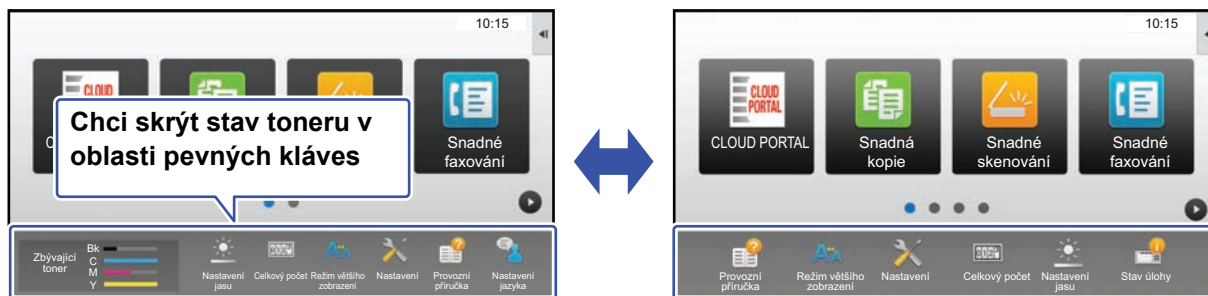 10:15
CLOUD
C
Snadné
faxování
Chci skrýt stav toneru v
oblasti pevných kláves
Zbývající
toner
Bk
C
M
Y
Nastavení
jasu
Celkový počet
Režim většího
zobrazení
Nastavení
Provozní
příručka
Nastavení
jazyka
10:15
CLOUD
PORTAL
CLOUD PORTAL
Snadná
kopie
Snadné
skenování
Snadné
faxování
Provozní
příručka
Režim většího
zobrazení
Nastavení
Celkový počet
Nastavení
jasu
Stav úlohy